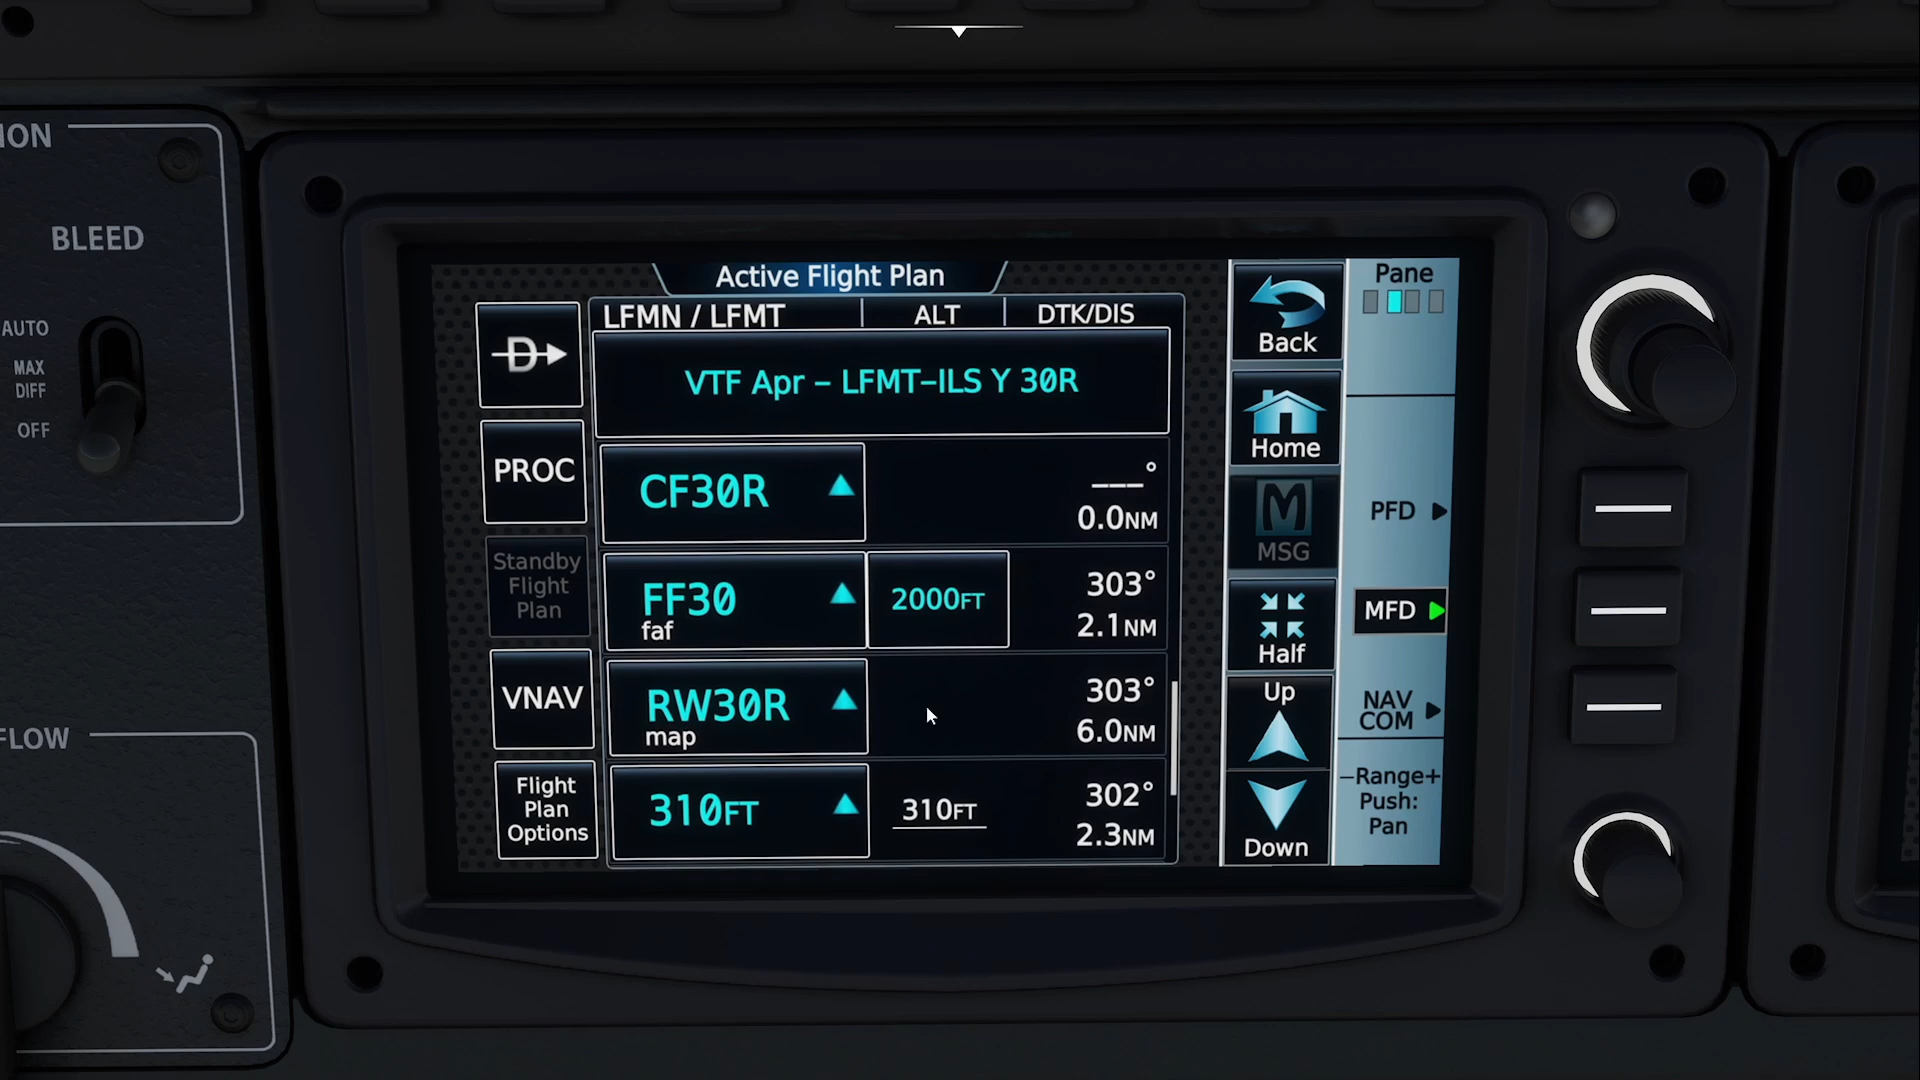 ION
BLEED
AUTO
MAX
DIFF
OFF
FLOW
Active Flight Plan
LFMN / LFMT
ALT
DTK/DIS
VTF Apr – LFMT–ILS Y 30R
CF30R
___°
0.0NM
FF30
faf
2000FT
303°
2.1NM
RW30R
map
303°
6.0NM
310FT
310FT
302°
2.3NM
D
PROC
Standby
Flight
Plan
VNAV
Flight
Plan
Options
Back
Home
M
MSG
Half
Up
Down
Pane
PFD
MFD
NAV
COM
–Range+
Push:
Pan